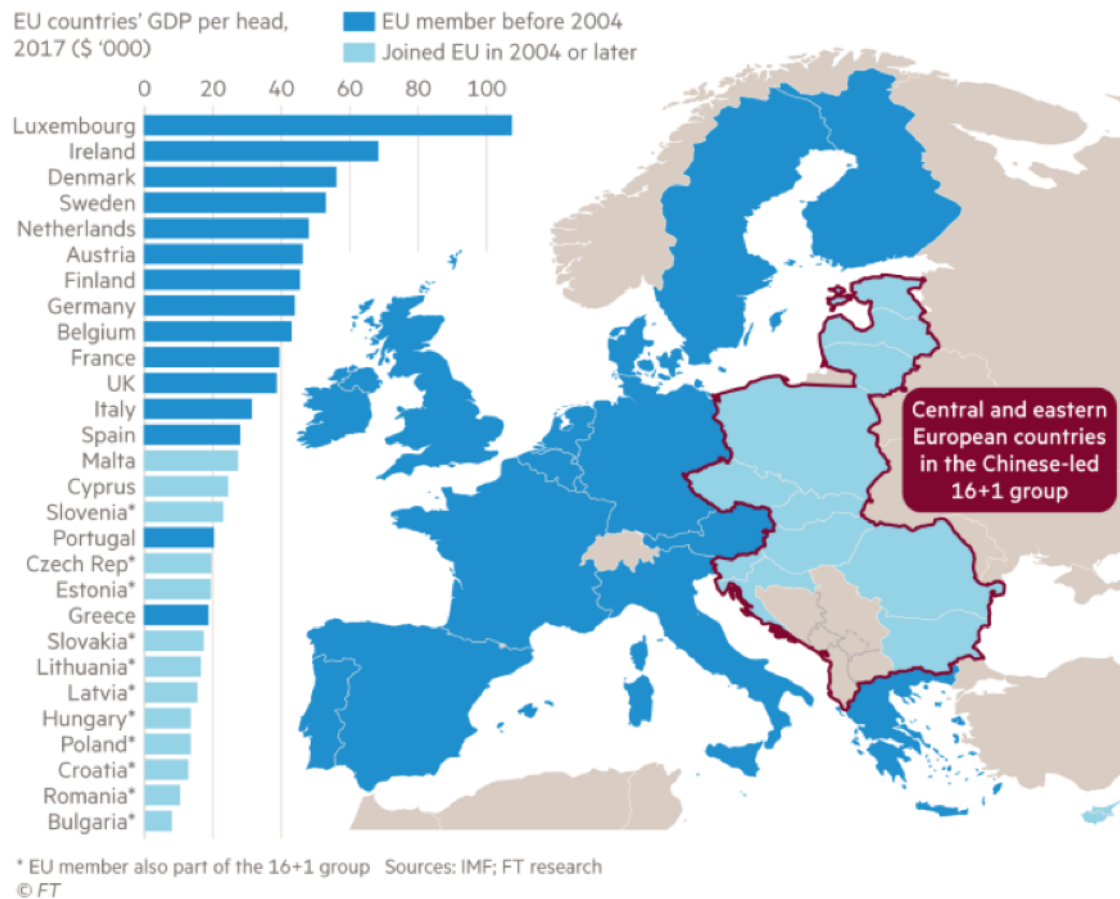 EU countries' GDP per head,
2017 ($ '000)
EU member before 2004
Joined EU in 2004 or later
0 20 40 60 80 100
Luxembourg
Ireland
Denmark
Sweden
Netherlands
Austria
Finland
Germany
Belgium
France
UK
Italy
Spain
Malta
Cyprus
Slovenia*
Portugal
Czech Rep*
Estonia*
Greece
Slovakia*
Lithuania*
Latvia*
Hungary*
Poland*
Croatia*
Romania*
Bulgaria*
Central and eastern
European countries
in the Chinese-led
16+1 group
* EU member also part of the 16+1 group Sources: IMF; FT research
© FT